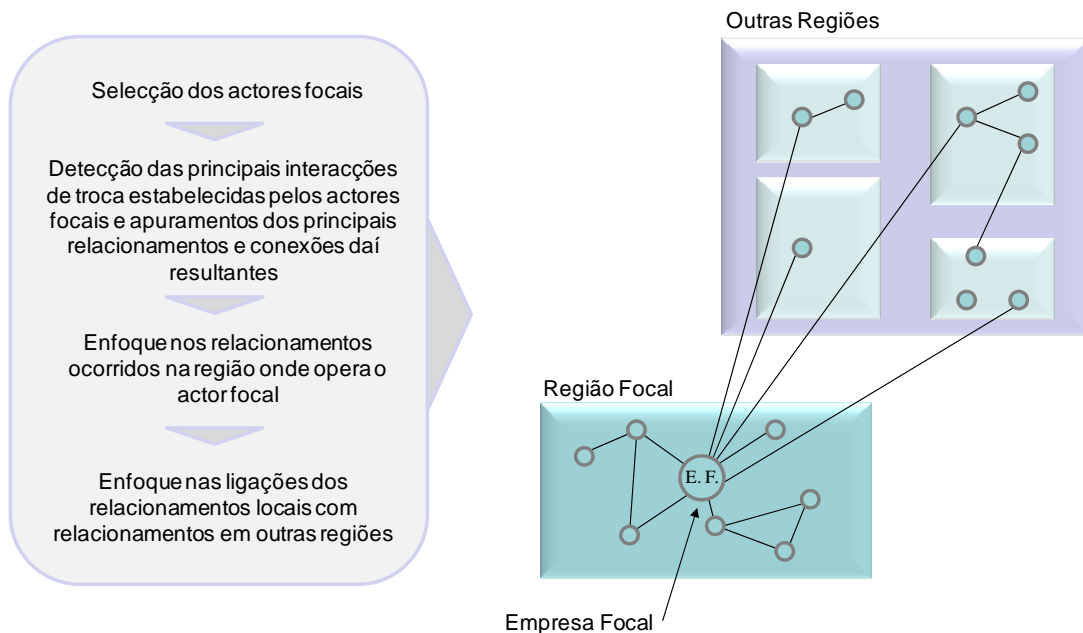 Selecção dos actores focais
Detecção das principais interacções
de troca estabelecidas pelos actores
focais e apuramentos dos principais
relacionamentos e conexões daí
resultantes
Enfoque nos relacionamentos
ocorridos na região onde opera o
actor focal
Enfoque nas ligações dos
relacionamentos locais com
relacionamentos em outras regiões
Outras Regiões
Região Focal
E. F.
Empresa Focal